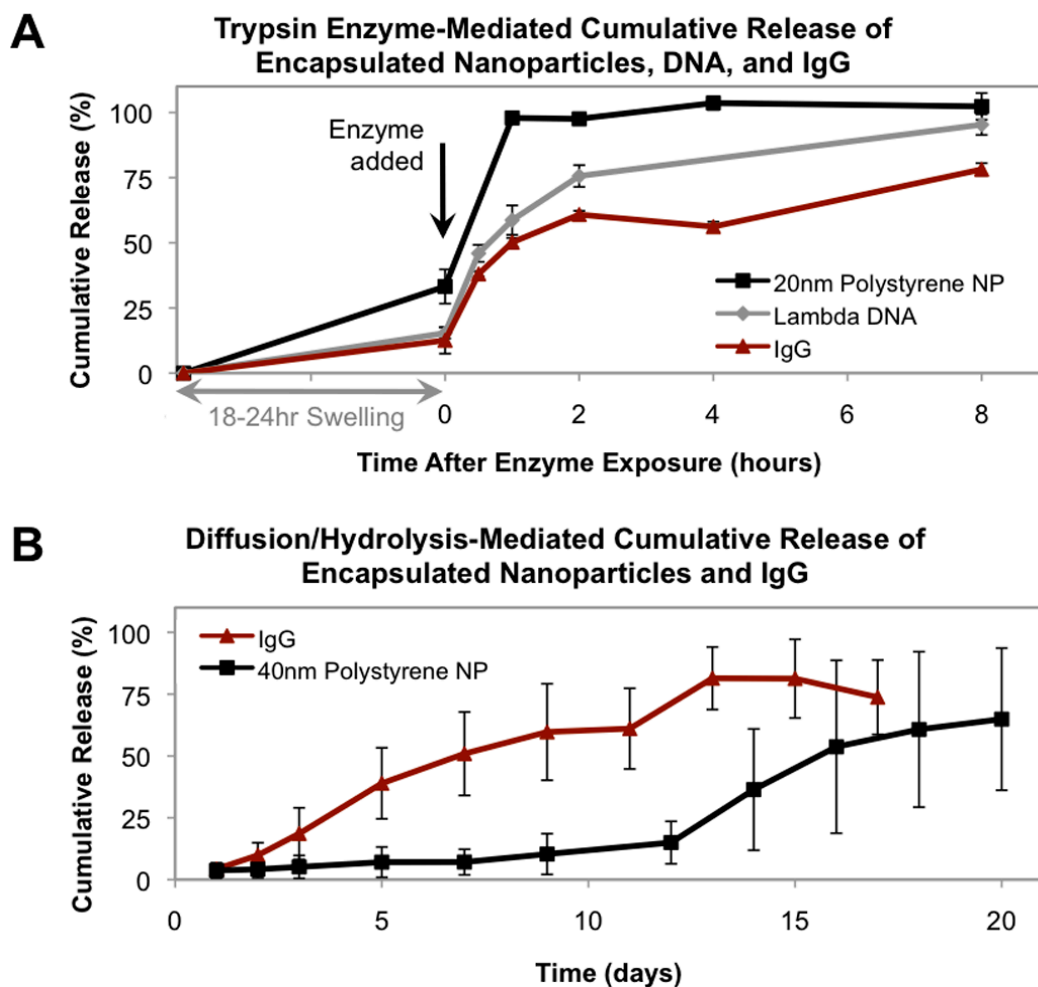 A
Trypsin Enzyme-Mediated Cumulative Release of
Encapsulated Nanoparticles, DNA, and IgG
Cumulative Release (%)
100
75
50
25
0
Enzyme
added
20nm Polystyrene NP
Lambda DNA
IgG
18-24hr Swelling
0
2
4
6
8
Time After Enzyme Exposure (hours)
B
Diffusion/Hydrolysis-Mediated Cumulative Release of
Encapsulated Nanoparticles and IgG
Cumulative Release (%)
100
75
50
25
0
IgG
40nm Polystyrene NP
0
5
10
15
20
Time (days)